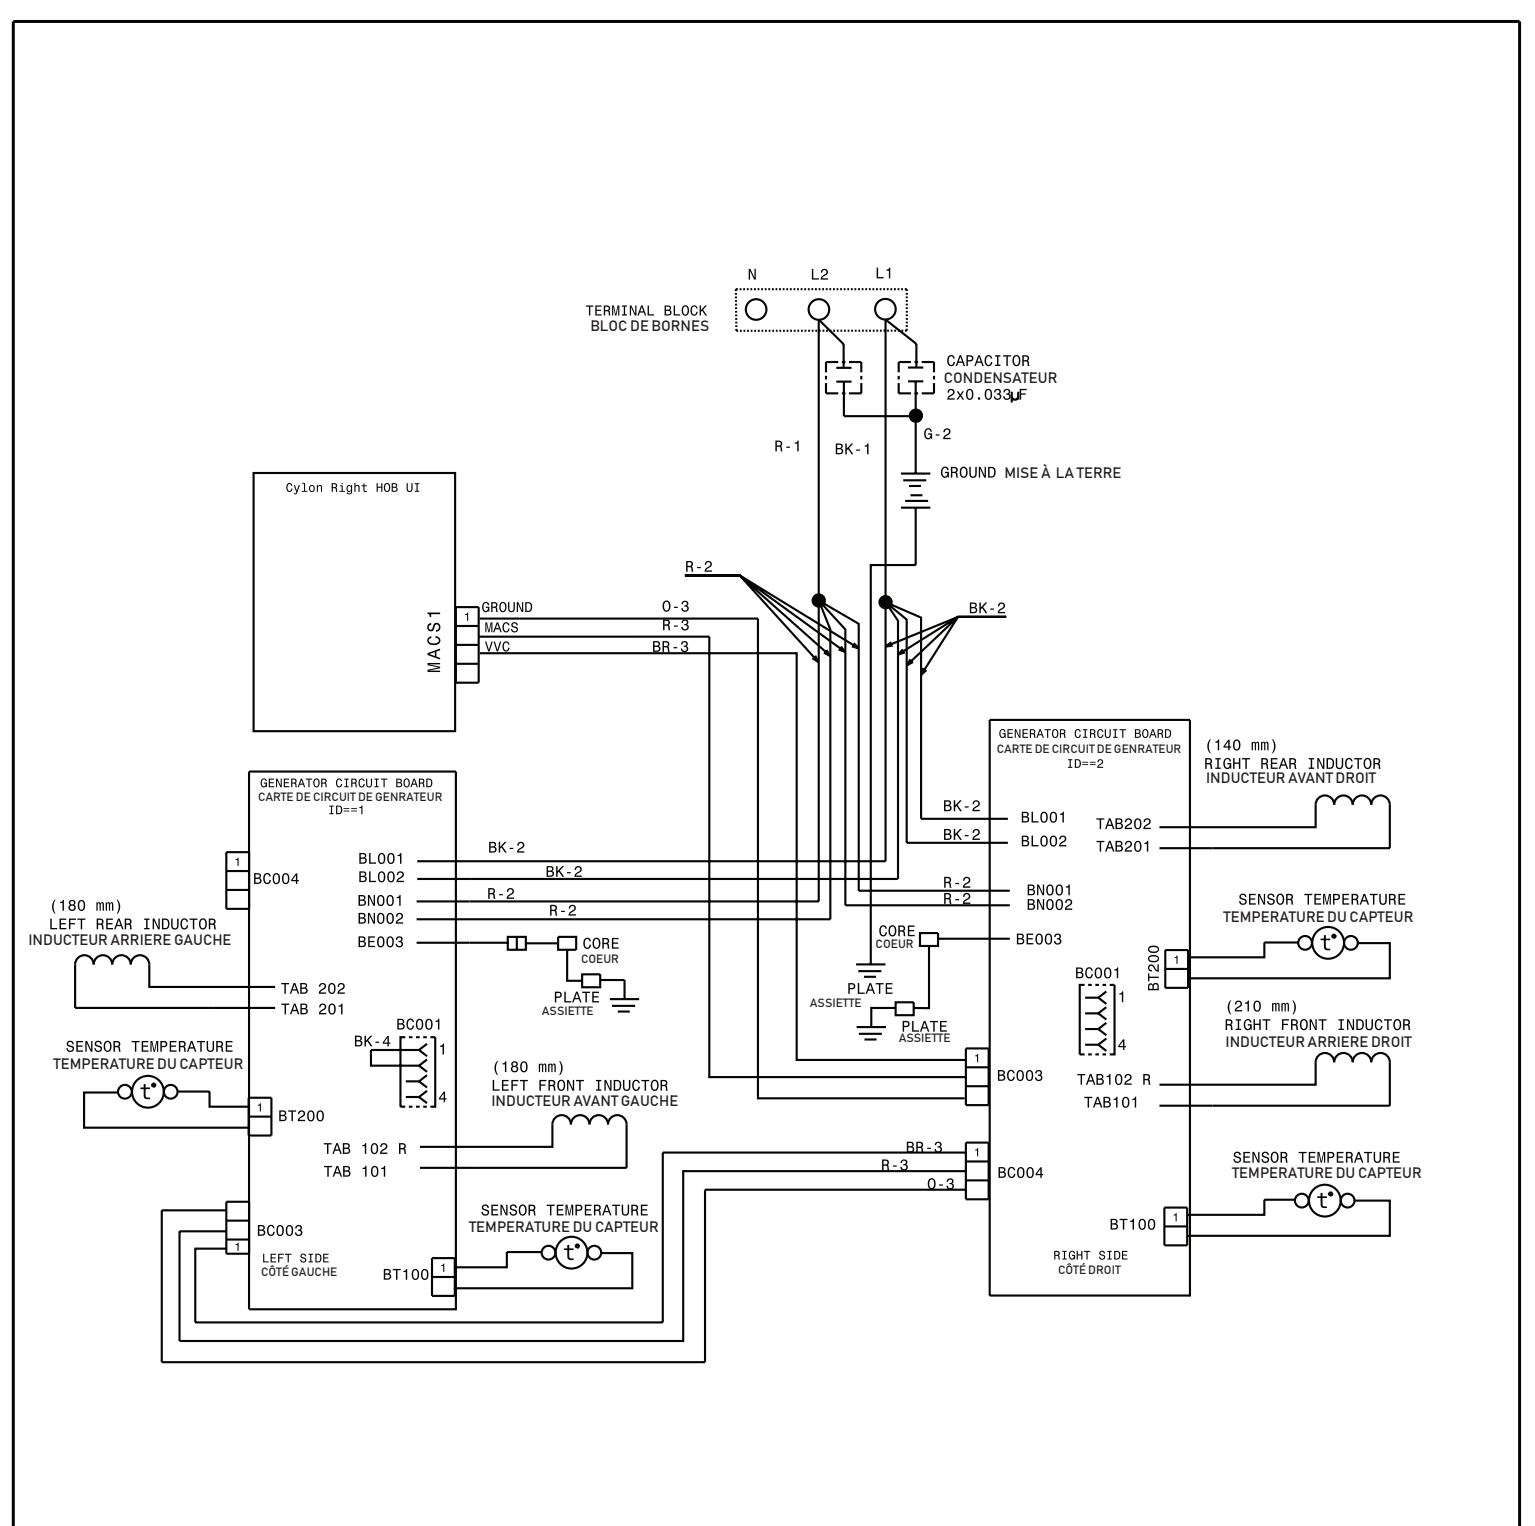 N
L2
L1
TERMINAL BLOCK
BLOC DE BORNES
CAPACITOR
CONDENSATEUR
2x0.033µF
G-2
R-1
BK-1
GROUND MISE À LA TERRE
Cylon Right HOB UI
MACS1
1
GROUND
MACS
VVC
O-3
R-3
BR-3
R-2
BK-2
GENERATOR CIRCUIT BOARD
CARTE DE CIRCUIT DE GENRATEUR
ID==1
1
BC004
BL001
BL002
BN001
BN002
BE003
BK-2
BK-2
R-2
R-2
CORE
COEUR
PLATE
ASSIETTE
(180 mm)
LEFT REAR INDUCTOR
INDUCTEUR ARRIERE GAUCHE
TAB 202
TAB 201
BC001
BK-4
1
4
SENSOR TEMPERATURE
TEMPERATURE DU CAPTEUR
t°
1
BT200
(180 mm)
LEFT FRONT INDUCTOR
INDUCTEUR AVANT GAUCHE
TAB 102 R
TAB 101
BC003
1
LEFT SIDE
CÔTÉ GAUCHE
SENSOR TEMPERATURE
TEMPERATURE DU CAPTEUR
t°
BT100
1
GENERATOR CIRCUIT BOARD
CARTE DE CIRCUIT DE GENRATEUR
ID==2
BK-2
BK-2
BL001
BL002
R-2
R-2
BN001
BN002
BE003
CORE
COEUR
PLATE
ASSIETTE
PLATE
ASSIETTE
TAB202
TAB201
(140 mm)
RIGHT REAR INDUCTOR
INDUCTEUR AVANT DROIT
SENSOR TEMPERATURE
TEMPERATURE DU CAPTEUR
t°
BT200
1
BC001
1
4
(210 mm)
RIGHT FRONT INDUCTOR
INDUCTEUR ARRIERE DROIT
1
BC003
TAB102 R
TAB101
BR-3
R-3
O-3
1
BC004
SENSOR TEMPERATURE
TEMPERATURE DU CAPTEUR
t°
BT100
1
RIGHT SIDE
CÔTÉ DROIT